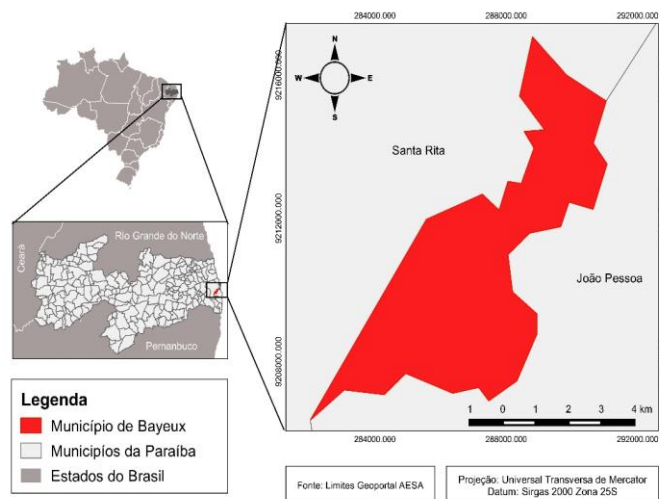 284000.000
288000.000
292000.000
9216000.000
9212000.000
9208000.000
N
W
E
S
Santa Rita
João Pessoa
Ceará
Rio Grande do Norte
Pernambuco
Legenda
Município de Bayeux
Municipíos da Paraíba
Estados do Brasil
1 0 1 2 3 4 km
284000.000
288000.000
292000.000
Fonte: Limites Geoportal AESA
Projeção: Universal Transversa de Mercator
Datum: Sirgas 2000 Zona 25S